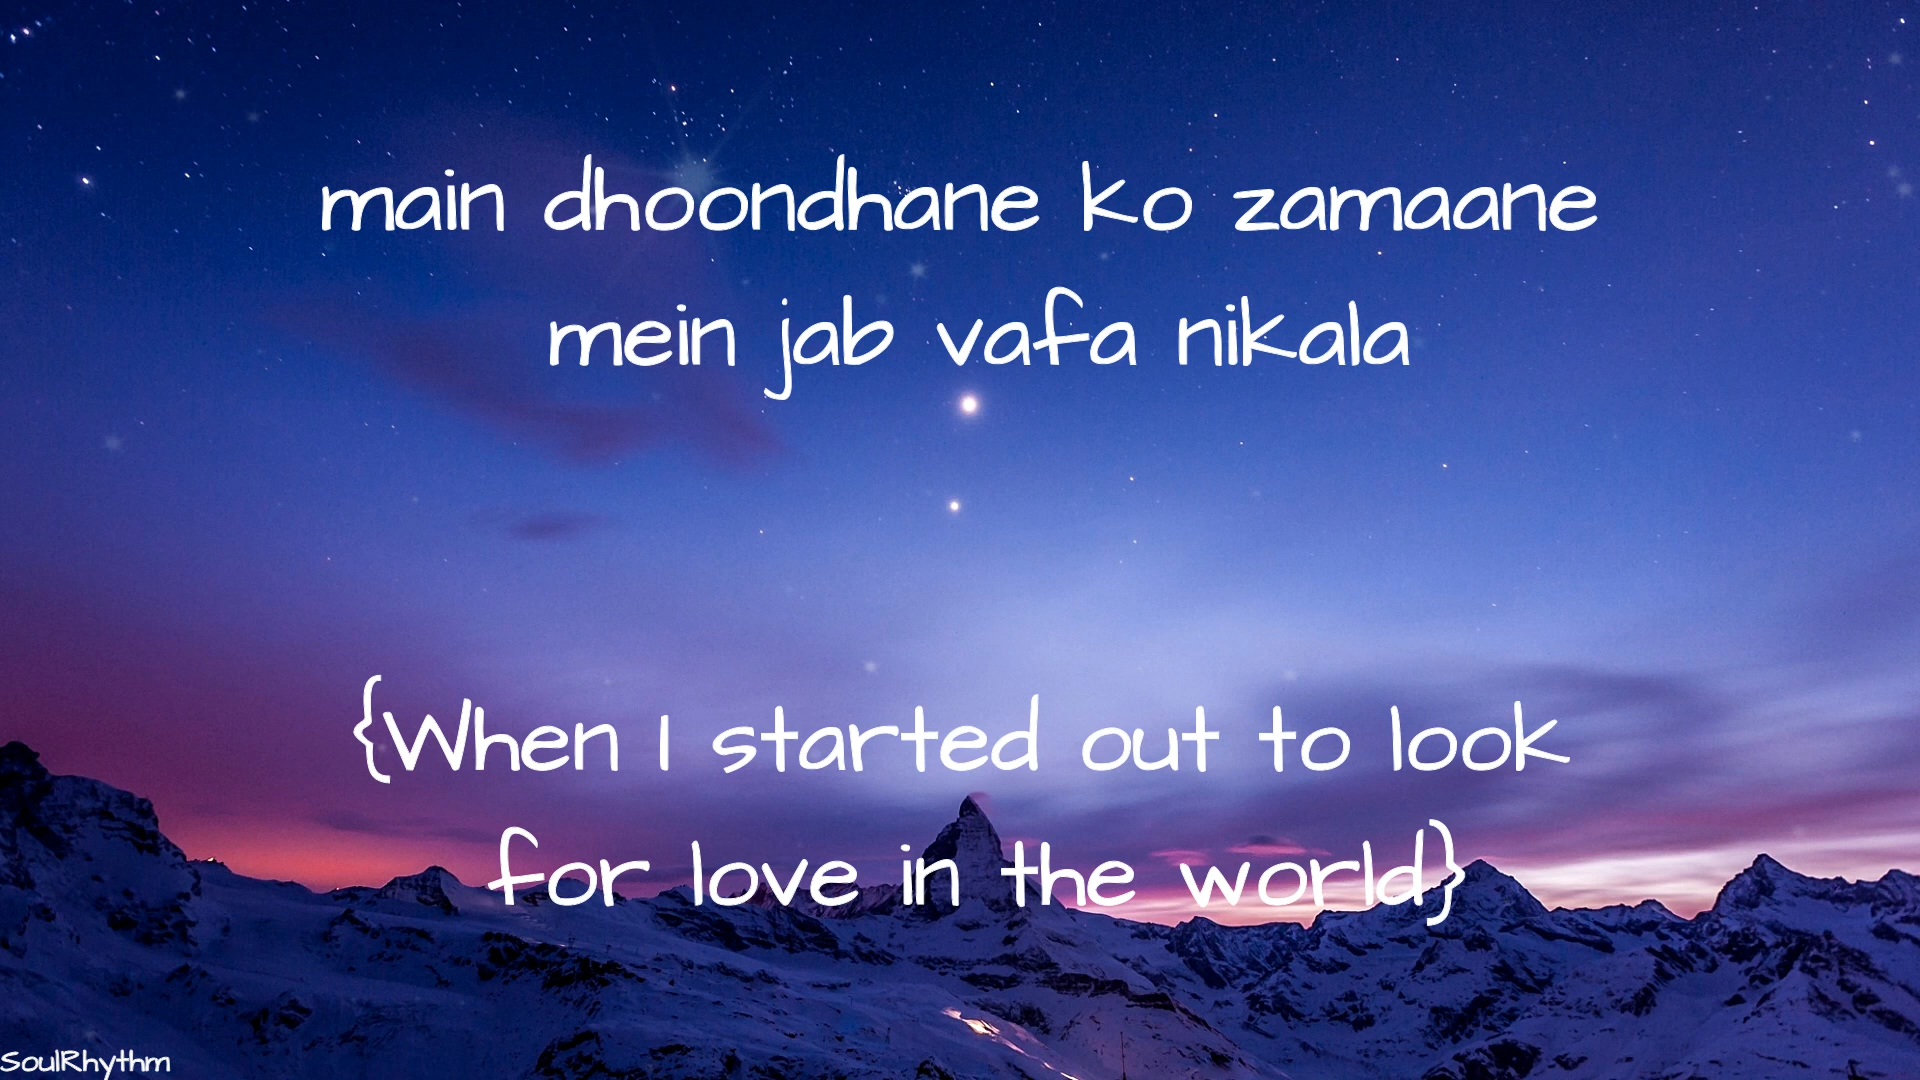 main dhoondhane ko zamaane
mein jab vafa nikala
{When I started out to look
for love in the world}
SoulRhythm